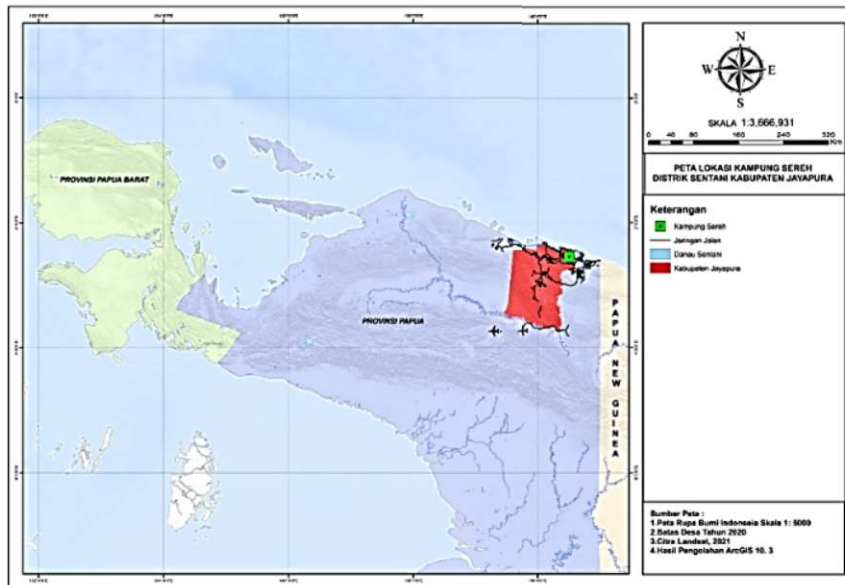 PROVINSI PAPUA BARAT
PROVINSI PAPUA
PAPUA NEW GUINEA
N
W E
S
SKALA 1:3,666,931
0 40 80 160 240 320
Km
PETA LOKASI KAMPUNG SEREH
DISTRIK SENTANI KABUPATEN JAYAPURA
Keterangan
Kampung Sereh
Jaringan Jalan
Danau Sentani
Kabupaten Jayapura
Sumber Peta :
1.Peta Rupa Bumi Indonesia Skala 1: 5000
2.Batas Desa Tahun 2020
3.Citra Landsat, 2021
4.Hasil Pengolahan ArcGIS 10. 3